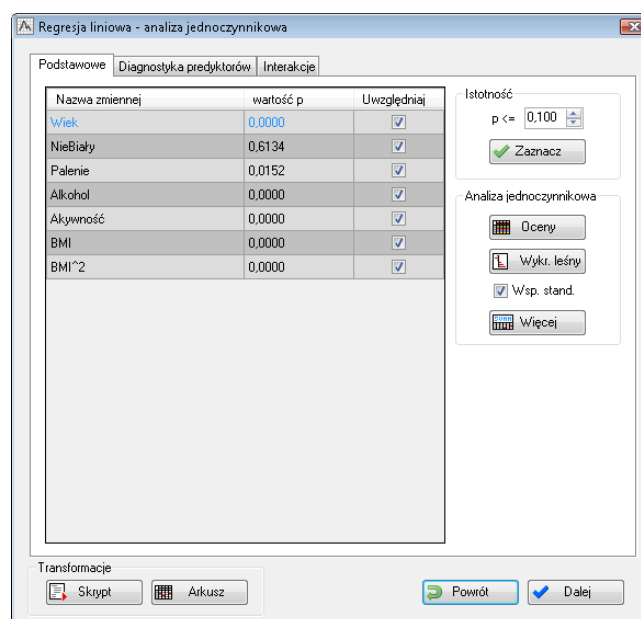 Regresja liniowa - analiza jednoczynnikowa
Podstawowe Diagnostyka predyktorów Interakcje
Nazwa zmiennej wartość p Uwzględniaj
Wiek 0,0000
NieBiały 0,6134
Palenie 0,0152
Alkohol 0,0000
Akywność 0,0000
BMI 0,0000
BMI^2 0,0000
Istotność
p <= 0,100
Zaznacz
Analiza jednoczynnikowa
Oceny
Wykr. leśny
Wsp. stand.
Więcej
Transformacje
Skrypt Arkusz
Powrót Dalej